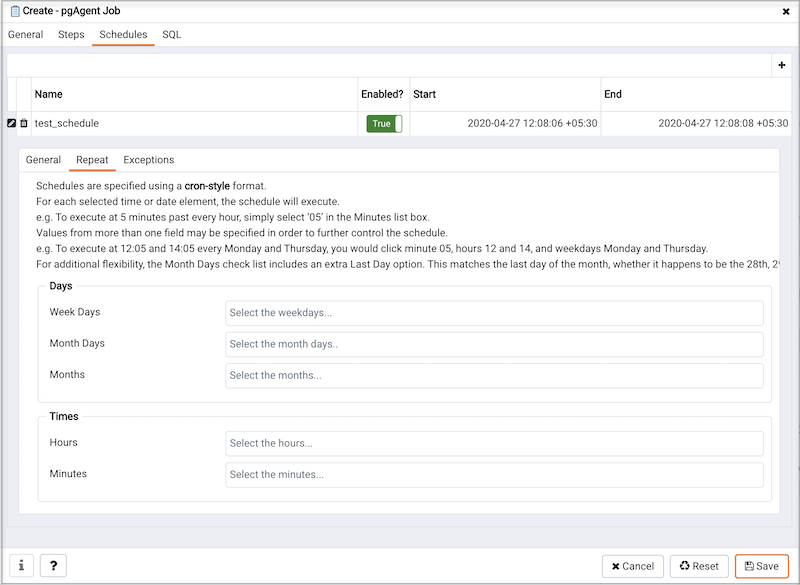 Create - pgAgent Job
General Steps Schedules SQL
Name Enabled? Start End
test_schedule True 2020-04-27 12:08:06 +05:30 2020-04-27 12:08:08 +05:30
General Repeat Exceptions
Schedules are specified using a cron-style format.
For each selected time or date element, the schedule will execute.
e.g. To execute at 5 minutes past every hour, simply select '05' in the Minutes list box.
Values from more than one field may be specified in order to further control the schedule.
e.g. To execute at 12:05 and 14:05 every Monday and Thursday, you would click minute 05, hours 12 and 14, and weekdays Monday and Thursday.
For additional flexibility, the Month Days check list includes an extra Last Day option. This matches the last day of the month, whether it happens to be the 28th,
Days
Week Days Select the weekdays...
Month Days Select the month days..
Months Select the months...
Times
Hours Select the hours...
Minutes Select the minutes...
i ? Cancel Reset Save